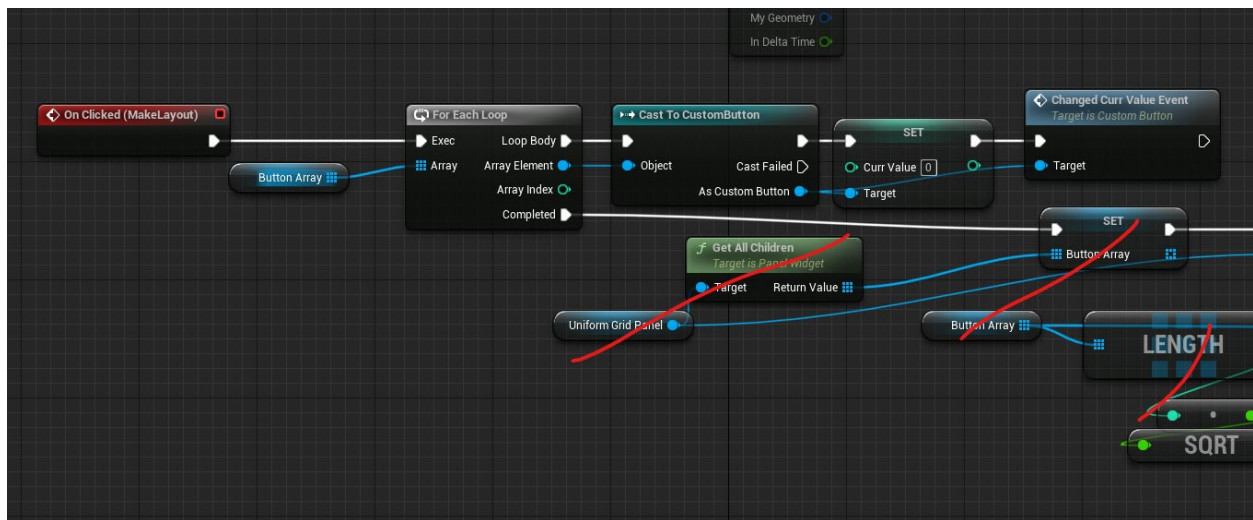 My Geometry
In Delta Time
On Clicked (MakeLayout)
Button Array
For Each Loop
Exec
Loop Body
Array
Array Element
Array Index
Completed
Cast To CustomButton
Object
Cast Failed
As Custom Button
SET
Curr Value 0
Target
Changed Curr Value Event
Target is Custom Button
Target
Get All Children
Target is Panel Widget
Target
Return Value
Uniform Grid Panel
SET
Button Array
Button Array
LENGTH
SQRT